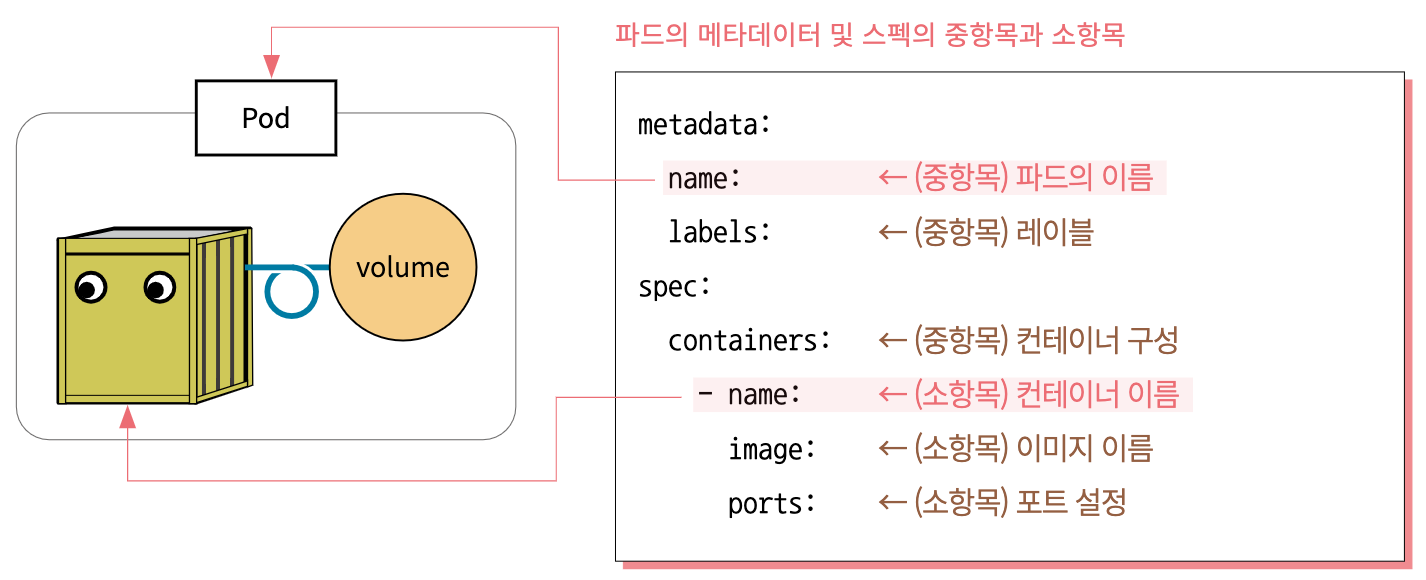 파드의 메타데이터 및 스펙의 중항목과 소항목
Pod
volume
metadata:
name: ← (중항목) 파드의 이름
labels: ← (중항목) 레이블
spec:
containers: ← (중항목) 컨테이너 구성
- name: ← (소항목) 컨테이너 이름
image: ← (소항목) 이미지 이름
ports: ← (소항목) 포트 설정